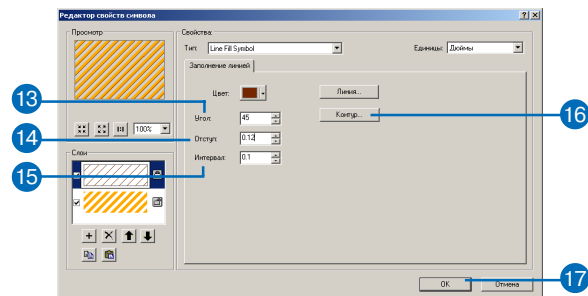 Редактор свойств символа
Просмотр
100%
Слои
Свойства:
Тип: Line Fill Symbol
Единицы: Дюймы
Заполнение линией
Цвет:
Линия...
13
Угол: 45
Контур...
16
14
Отступ: 0.12
15
Интервал: 0.1
OK
Отмена
17